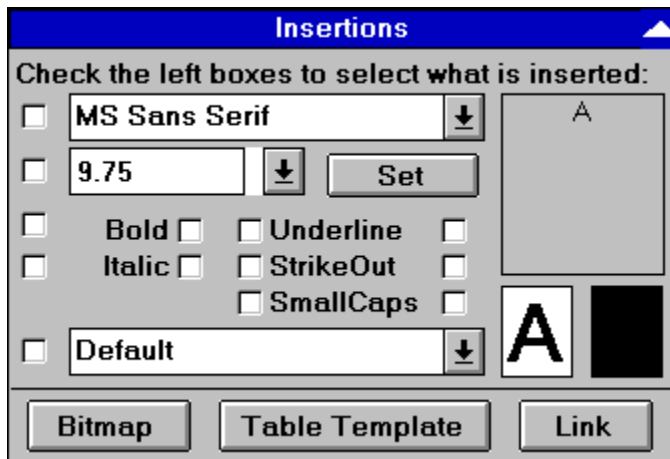 Insertions
Check the left boxes to select what is inserted:
MS Sans Serif
A
9.75 Set
Bold Underline
Italic StrikeOut
SmallCaps
A
Default
Bitmap Table Template Link